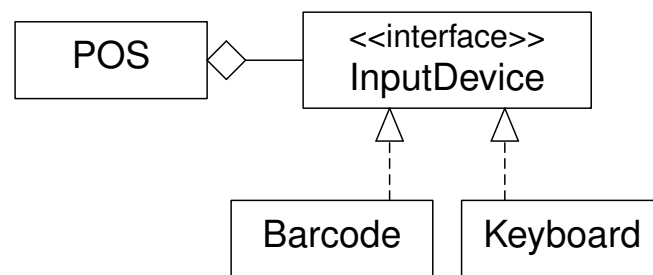 POS
<<interface>>
InputDevice
Barcode
Keyboard